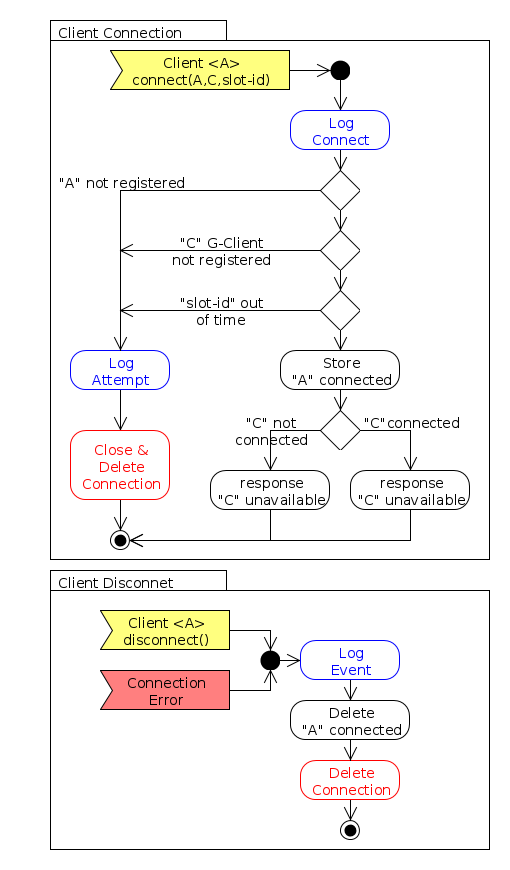 Client Connection
Client <A>
connect(A,C,slot-id)
Log
Connect
"A" not registered
"C" G-Client
not registered
"slot-id" out
of time
Log
Attempt
Store
"A" connected
"C" not
connected
"C"connected
Close &
Delete
Connection
response
"C" unavailable
response
"C" unavailable
Client Disconnet
Client <A>
disconnect()
Connection
Error
Log
Event
Delete
"A" connected
Delete
Connection